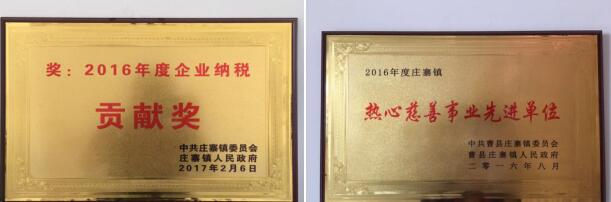 奖：2016年度企业纳税
贡献奖
中共庄寨镇委员会
庄寨镇人民政府
2017年2月6日
2016年度庄寨镇
热心慈善事业先进单位
中共曹县庄寨镇委员会
曹县庄寨镇人民政府
二零一六年八月